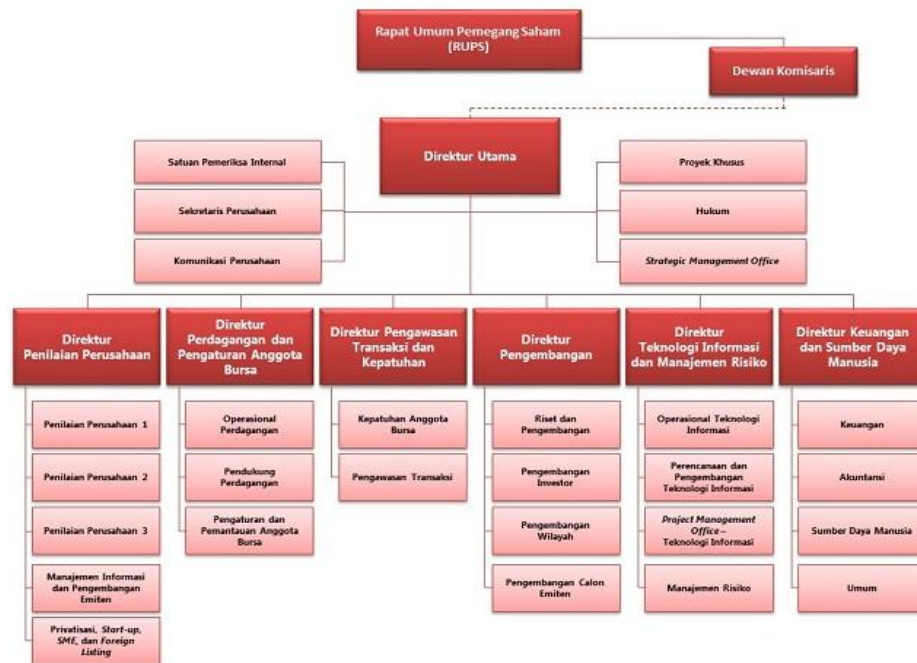 Rapat Umum Pemegang Saham
(RUPS)
Dewan Komisaris
Direktur Utama
Satuan Pemeriksa Internal
Sekretaris Perusahaan
Komunikasi Perusahaan
Proyek Khusus
Hukum
Strategic Management Office
Direktur
Penilaian Perusahaan
Penilaian Perusahaan 1
Penilaian Perusahaan 2
Penilaian Perusahaan 3
Manajemen Informasi
dan Pengembangan
Emiten
Privatisasi, Start-up,
SME, dan Foreign
Listing
Direktur
Perdagangan dan
Pengaturan Anggota
Bursa
Operasional
Perdagangan
Pendukung
Perdagangan
Pengaturan dan
Pemantauan Anggota
Bursa
Direktur Pengawasan
Transaksi dan
Kepatuhan
Kepatuhan Anggota
Bursa
Pengawasan Transaksi
Direktur
Pengembangan
Riset dan
Pengembangan
Pengembangan
Investor
Pengembangan
Wilayah
Pengembangan Calon
Emiten
Direktur
Teknologi Informasi
dan Manajemen Risiko
Operasional Teknologi
Informasi
Perencanaan dan
Pengembangan
Teknologi Informasi
Project Management
Office –
Teknologi Informasi
Manajemen Risiko
Direktur Keuangan
dan Sumber Daya
Manusia
Keuangan
Akuntansi
Sumber Daya Manusia
Umum